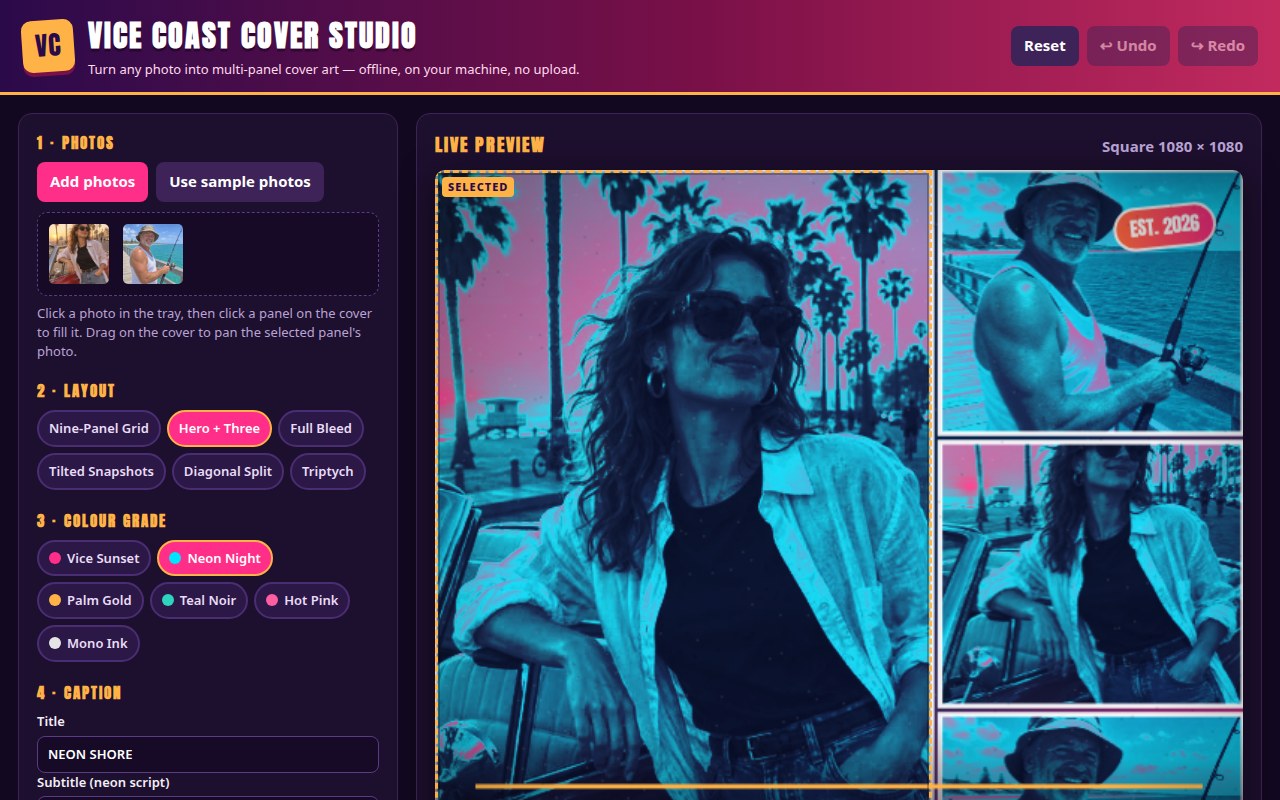 VC
VICE COAST COVER STUDIO
Turn any photo into multi-panel cover art — offline, on your machine, no upload.
Reset
↩ Undo
↪ Redo
1 · PHOTOS
Add photos
Use sample photos
Click a photo in the tray, then click a panel on the cover
to fill it. Drag on the cover to pan the selected panel's
photo.
2 · LAYOUT
Nine-Panel Grid
Hero + Three
Full Bleed
Tilted Snapshots
Diagonal Split
Triptych
3 · COLOUR GRADE
Vice Sunset
Neon Night
Palm Gold
Teal Noir
Hot Pink
Mono Ink
4 · CAPTION
Title
NEON SHORE
Subtitle (neon script)
LIVE PREVIEW
Square 1080 × 1080
SELECTED
EST. 2026